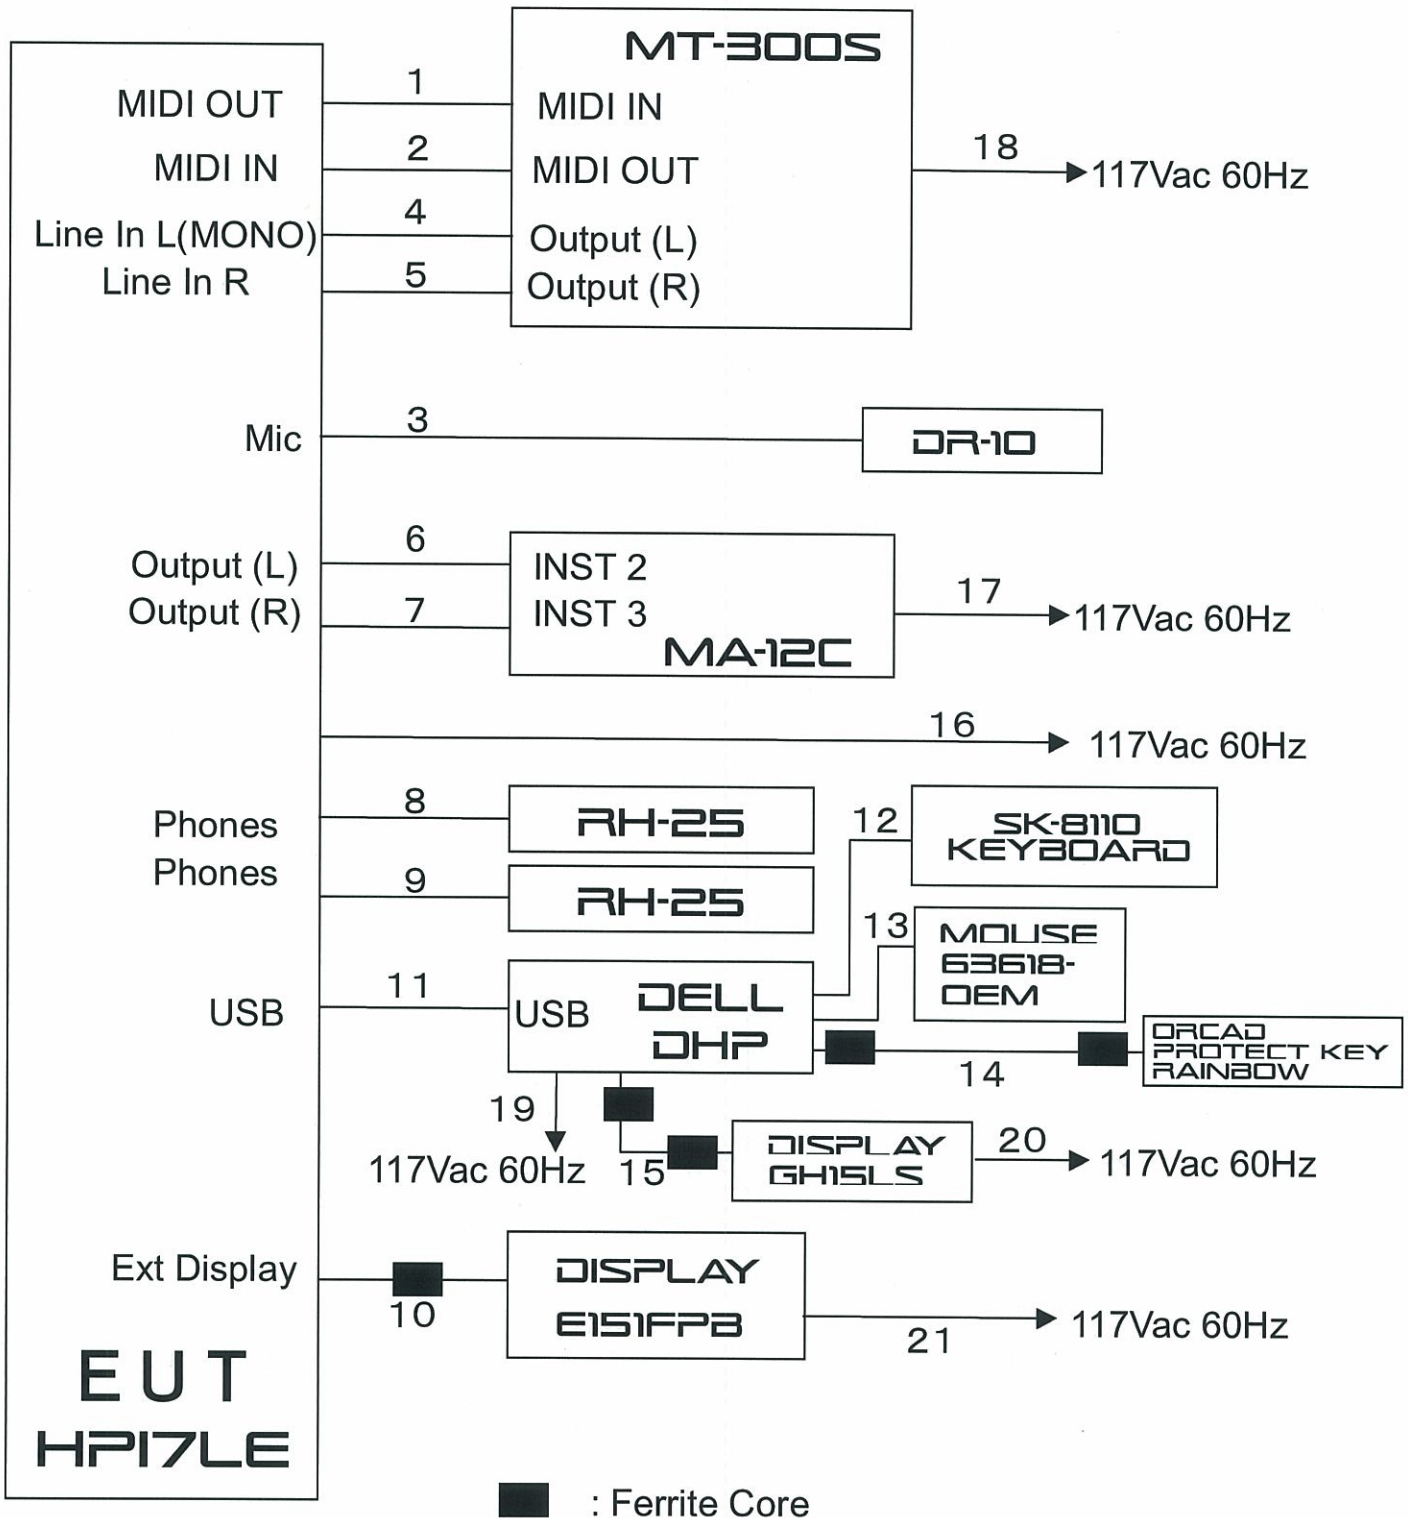 MT-300S
MIDI OUT 1 MIDI IN
MIDI IN 2 MIDI OUT
18 117Vac 60Hz
Line In L(MONO) 4 Output (L)
Line In R 5 Output (R)
Mic 3 DR-10
Output (L) 6 INST 2
Output (R) 7 INST 3
MA-12C
17 117Vac 60Hz
16 117Vac 60Hz
Phones 8 RH-25
Phones 9 RH-25
12 SK-8110
KEYBOARD
13 MOUSE
63618-
OEM
USB 11 USB DELL
DHP
14
ORCAD
PROTECT KEY
RAINBOW
19
117Vac 60Hz
15
DISPLAY
GH15LS
20 117Vac 60Hz
Ext Display 10
DISPLAY
E151FPB
21 117Vac 60Hz
EUT
HP17LE
: Ferrite Core